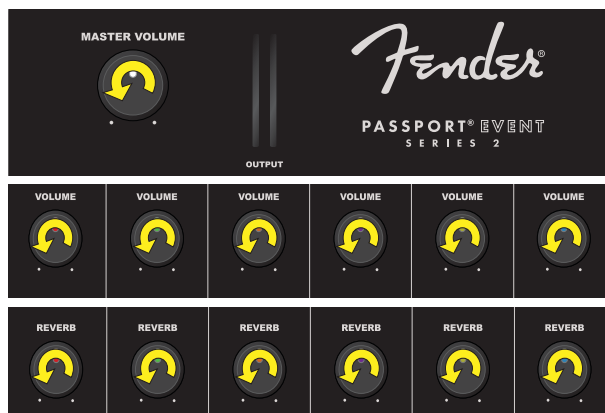 MASTER VOLUME
Fender®
PASSPORT® EVENT
SERIES 2
OUTPUT
VOLUME VOLUME VOLUME VOLUME VOLUME VOLUME
REVERB REVERB REVERB REVERB REVERB REVERB